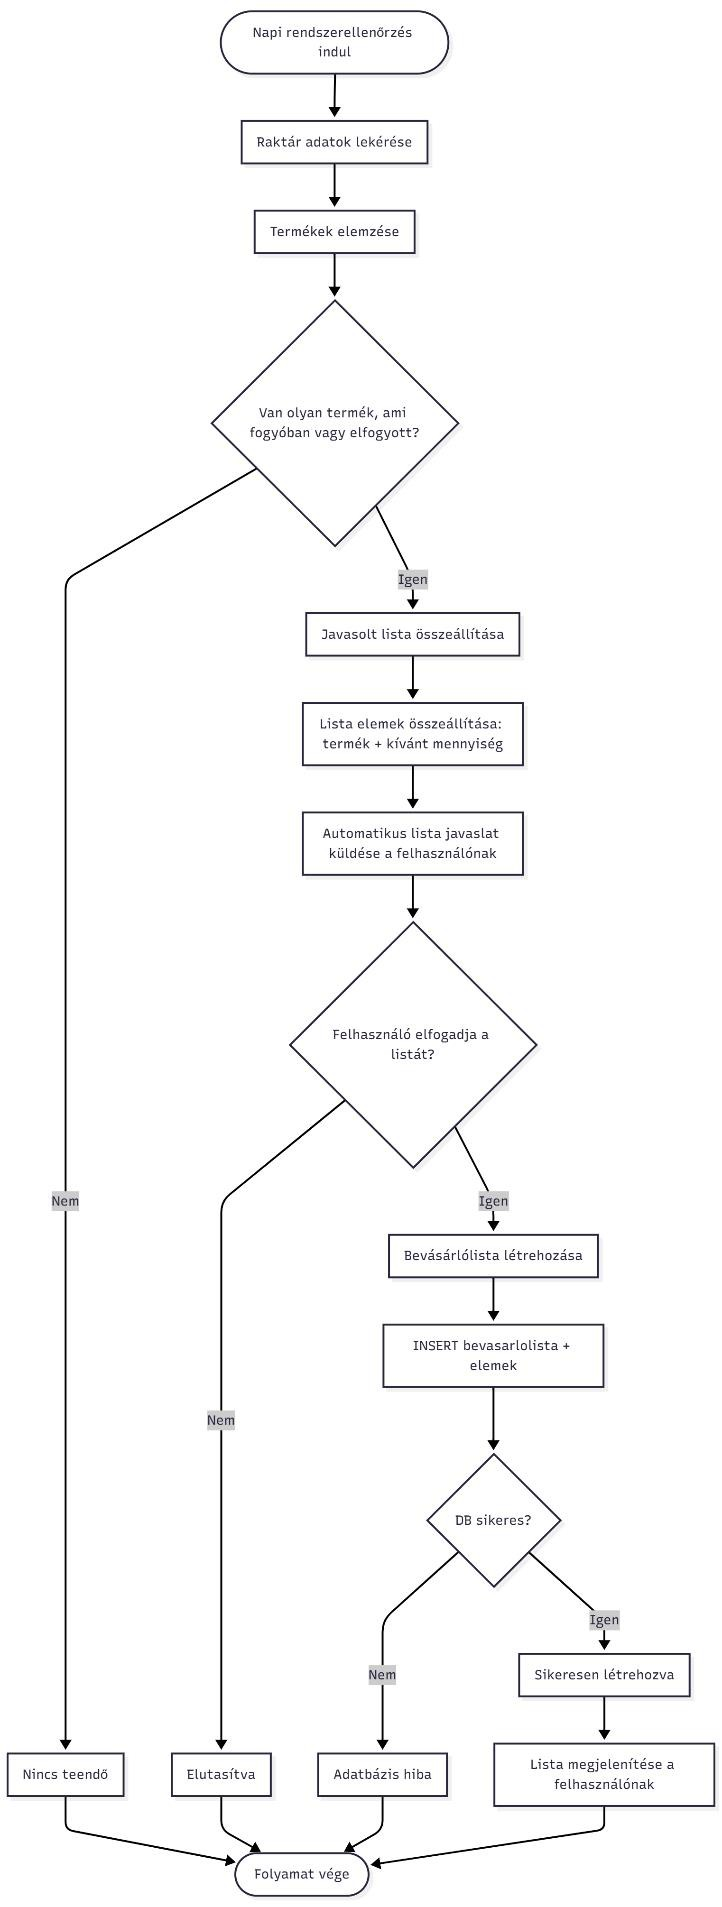 Napi rendszerellenőrzés
indul
Raktár adatok lekérése
Termékek elemzése
Van olyan termék, ami
fogyóban vagy elfogyott?
Igen
Javasolt lista összeállítása
Lista elemek összeállítása:
termék + kívánt mennyiség
Automatikus lista javaslat
küldése a felhasználónak
Felhasználó elfogadja a
listát?
Nem
Igen
Bevásárlólista létrehozása
INSERT bevasarlolista +
elemek
Nem
DB sikeres?
Igen
Nem
Sikeresen létrehozva
Nincs teendő
Elutasítva
Adatbázis hiba
Lista megjelenítése a
felhasználónak
Folyamat vége